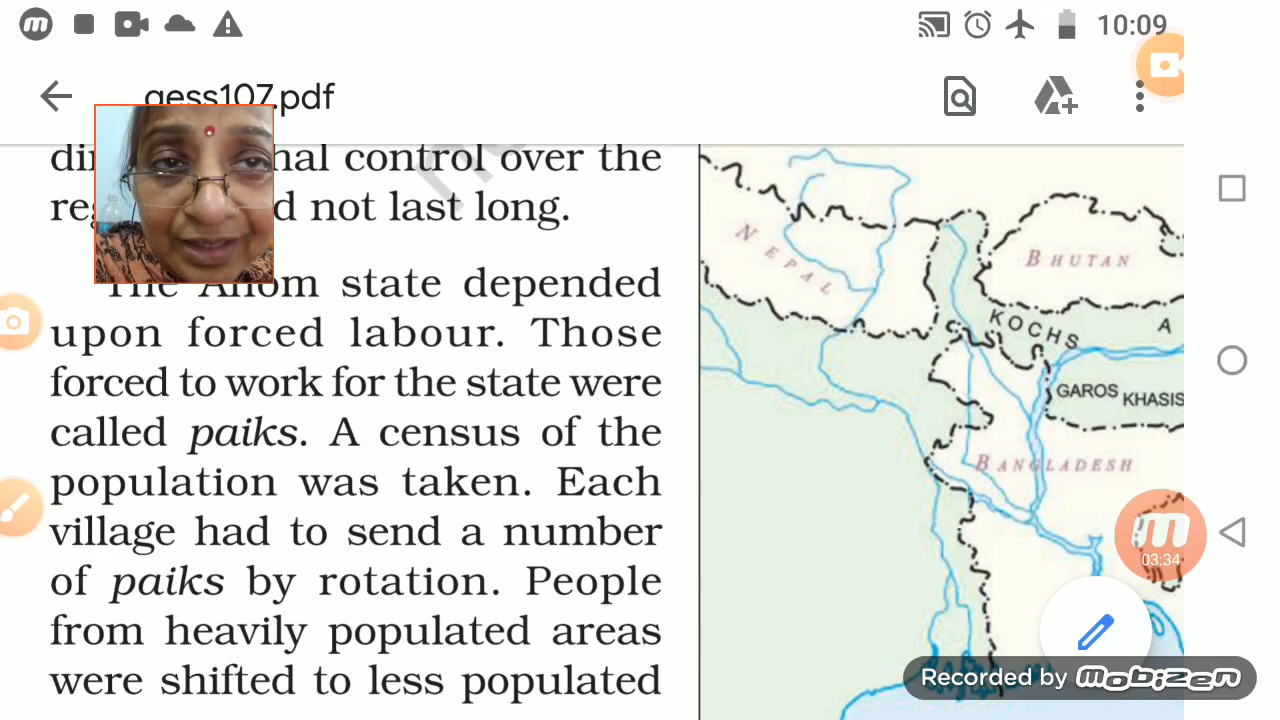 10:09
gess107.pdf
nal control over the
d not last long.
The Ahom state depended
upon forced labour. Those
forced to work for the state were
called paiks. A census of the
population was taken. Each
village had to send a number
of paiks by rotation. People
from heavily populated areas
were shifted to less populated
NEPAL
BHUTAN
KOCHS
A
GAROS
KHASIS
BANGLADESH
03:34
Recorded by MOBIZEN